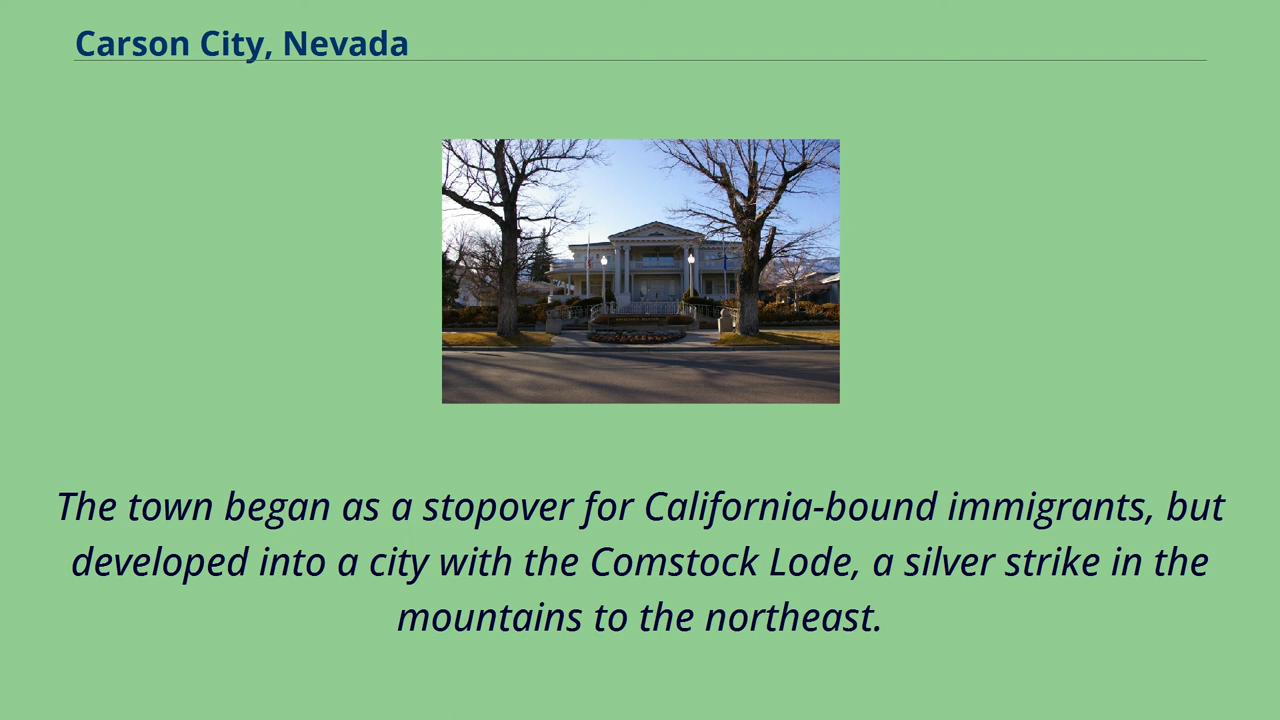 Carson City, Nevada
The town began as a stopover for California-bound immigrants, but
developed into a city with the Comstock Lode, a silver strike in the
mountains to the northeast.